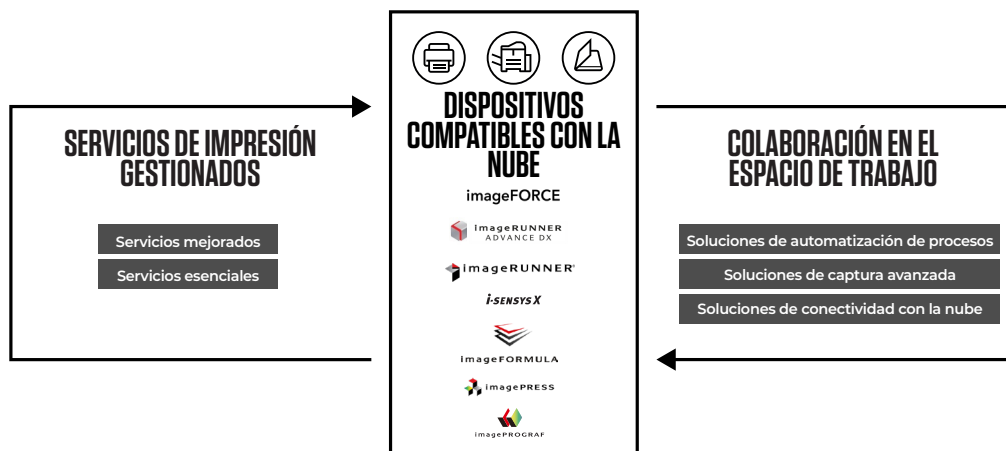 SERVICIOS DE IMPRESIÓN
GESTIONADOS
Servicios mejorados
Servicios esenciales
DISPOSITIVOS
COMPATIBLES CON LA
NUBE
imageFORCE
imageRUNNER
ADVANCE DX
imageRUNNER
i-SENSYS X
imageFORMULA
imagePRESS
imagePROGRAF
COLABORACIÓN EN EL
ESPACIO DE TRABAJO
Soluciones de automatización de procesos
Soluciones de captura avanzada
Soluciones de conectividad con la nube